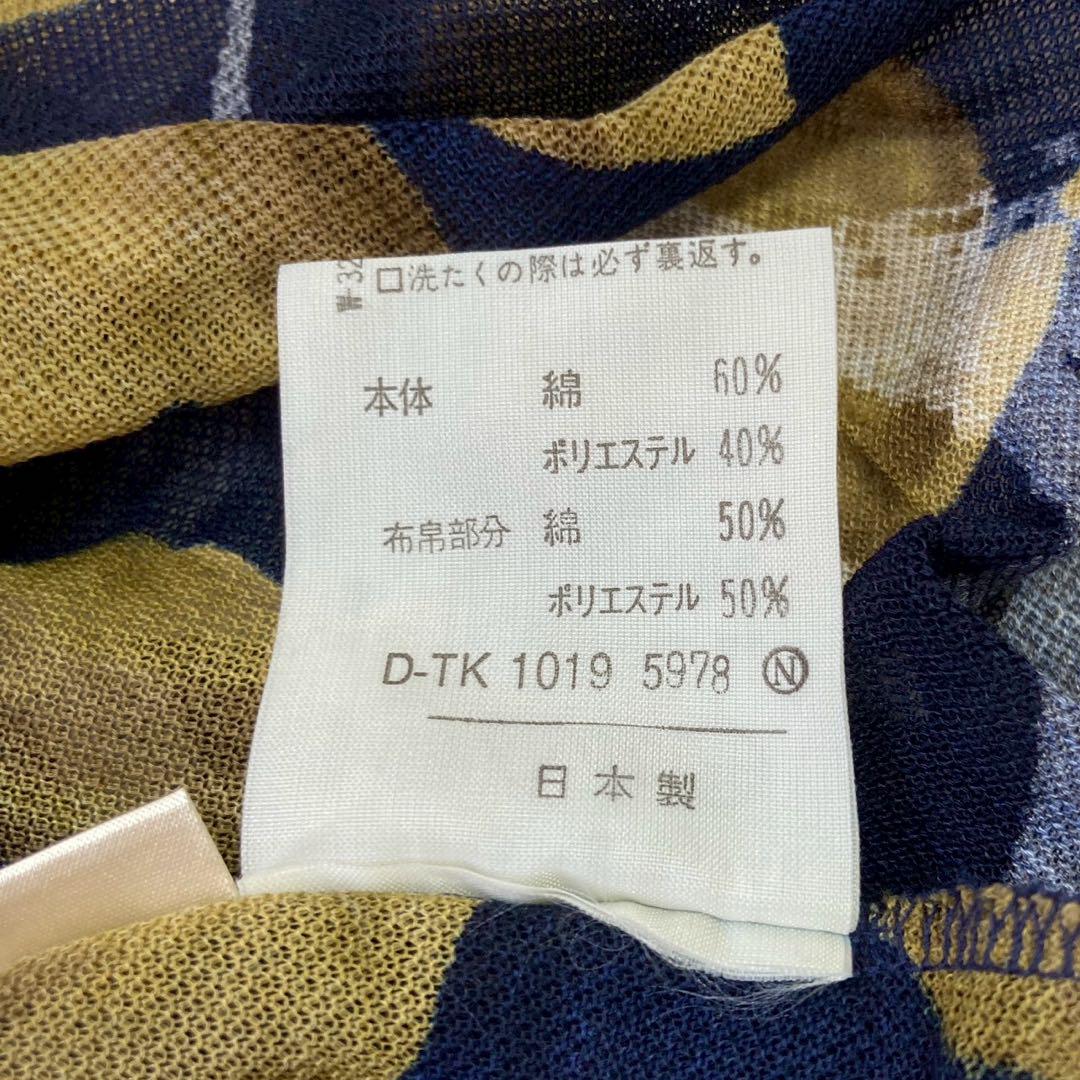 □洗たくの際は必ず裏返す。
本体 綿 60%
ポリエステル 40%
布帛部分 綿 50%
ポリエステル 50%
D-TK 1019 5978 Ⓝ
日本製